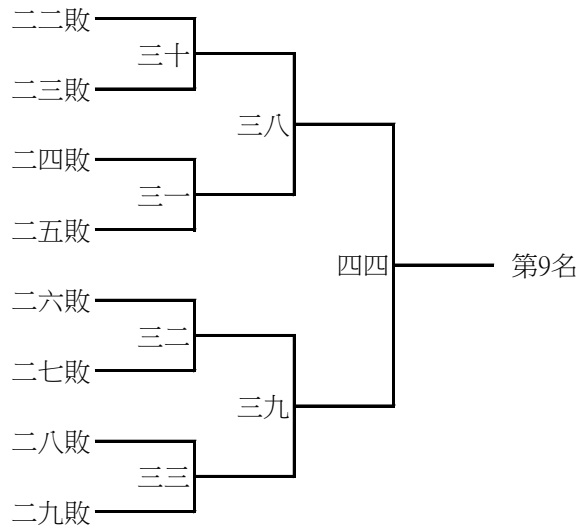 二二敗
三十
二三敗
三八
二四敗
三一
二五敗
四四
第9名
二六敗
三二
二七敗
三九
二八敗
三三
二九敗